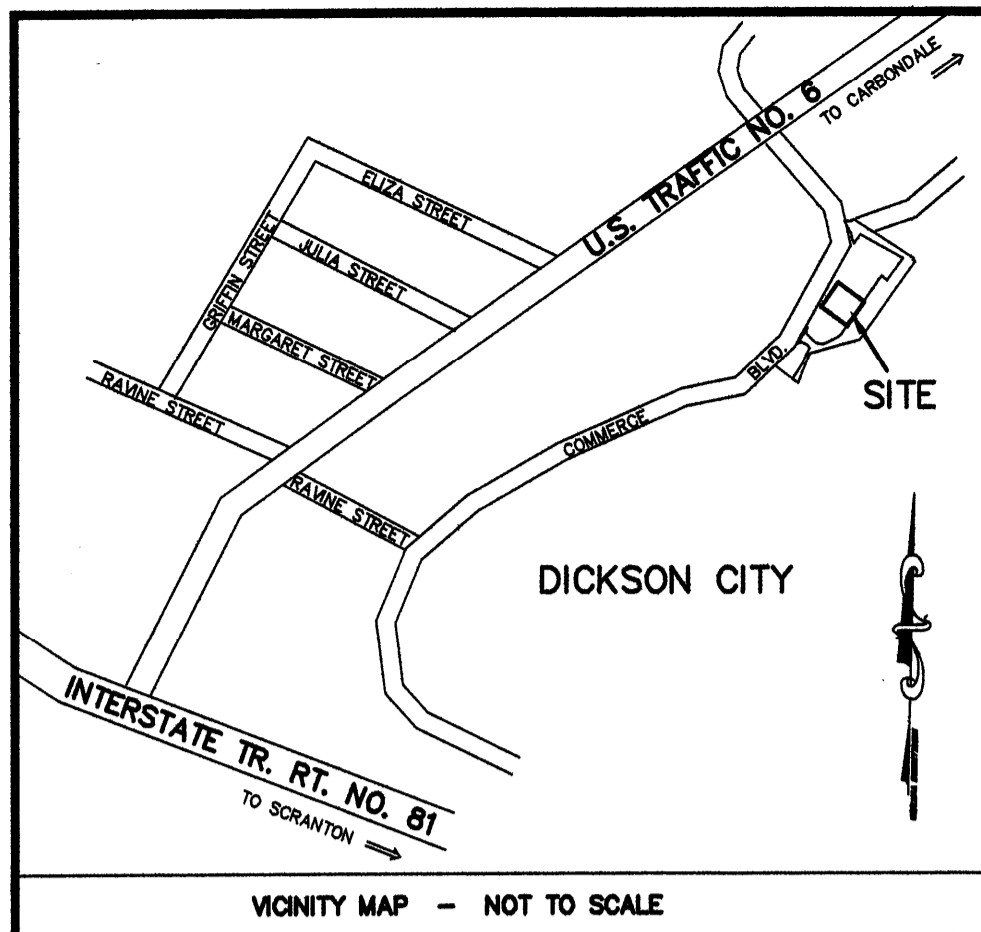 U.S. TRAFFIC NO. 6
TO CARBONDALE
ELIZA STREET
JULIA STREET
GRIFFIN STREET
MARGARET STREET
RAVINE STREET
RAVINE STREET
COMMERCE BLVD.
SITE
DICKSON CITY
INTERSTATE TR. RT. NO. 81
TO SCRANTON
VICINITY MAP - NOT TO SCALE